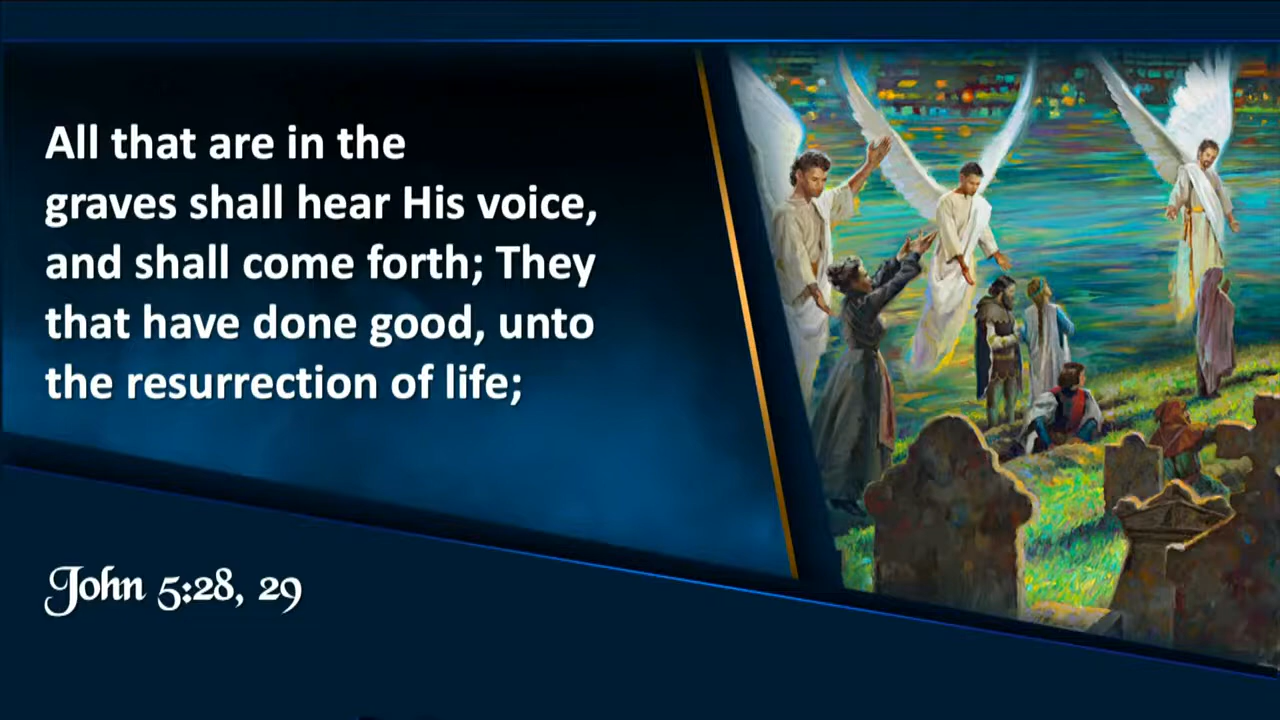 All that are in the
graves shall hear His voice,
and shall come forth; They
that have done good, unto
the resurrection of life;
John 5:28, 29